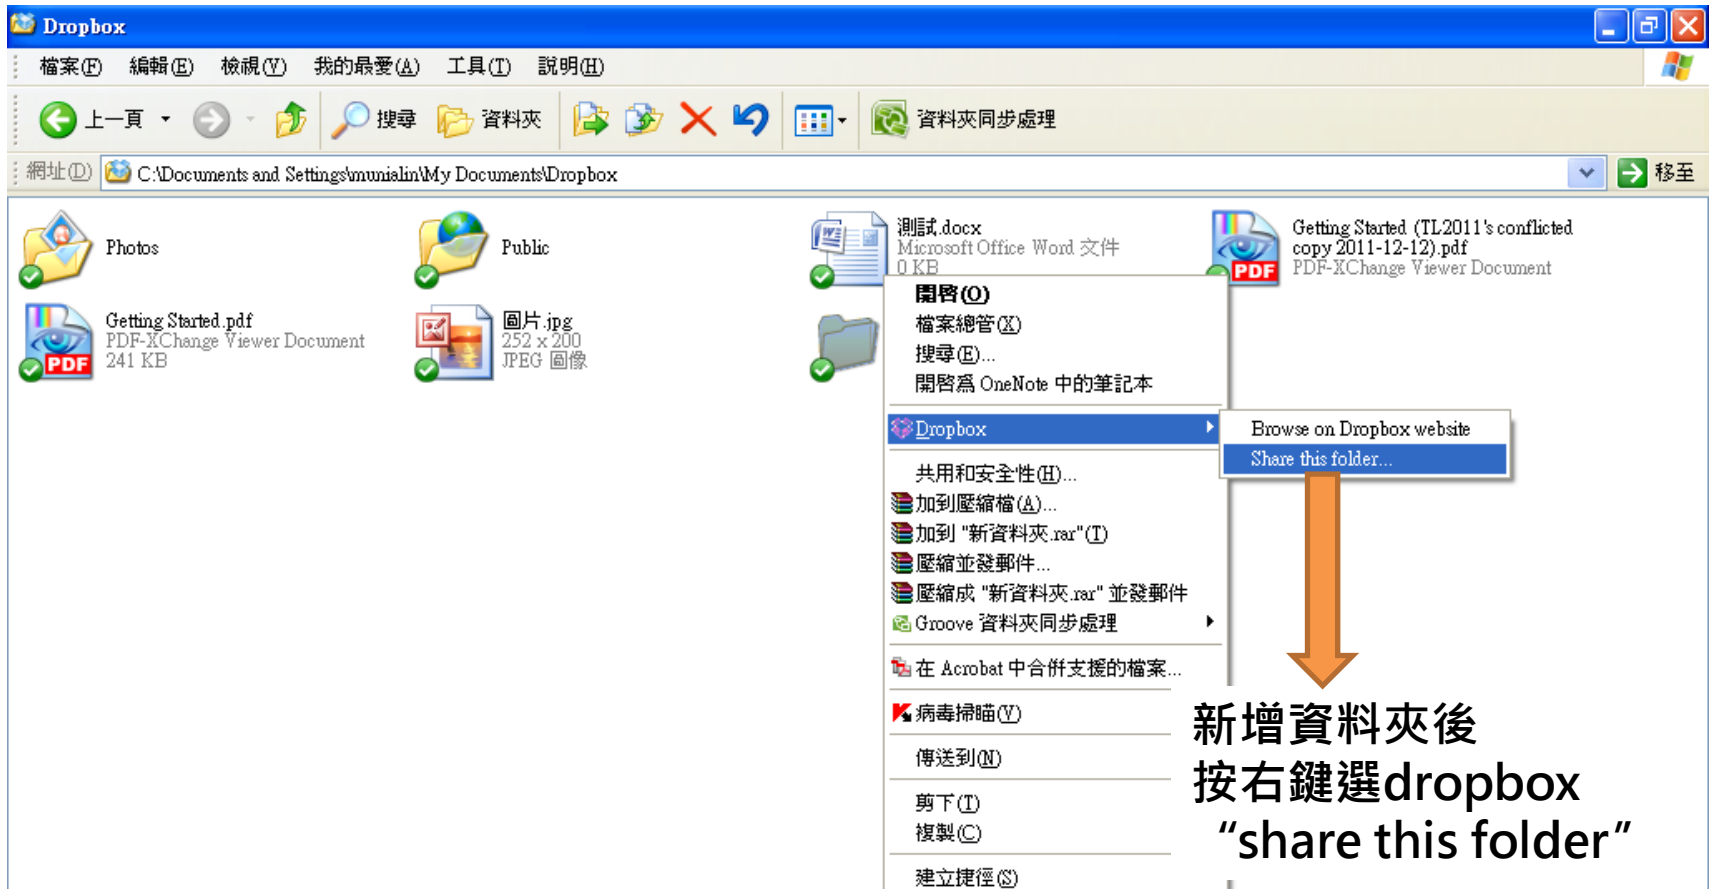 Dropbox
檔案(F) 編輯(E) 檢視(V) 我的最愛(A) 工具(T) 說明(H)
上一頁 搜尋 資料夾 資料夾同步處理
網址(D) C:\Documents and Settings\munialin\My Documents\Dropbox 移至
Photos
Public
測試.docx
Microsoft Office Word 文件
0 KB
Getting Started (TL2011's conflicted
copy 2011-12-12).pdf
PDF-XChange Viewer Document
Getting Started.pdf
PDF-XChange Viewer Document
241 KB
圖片.jpg
252 x 200
JPEG 圖像
開啓(O)
檔案總管(X)
搜尋(E)...
開啓爲 OneNote 中的筆記本
Dropbox
Browse on Dropbox website
Share this folder...
共用和安全性(H)...
加到壓縮檔(A)...
加到 "新資料夾.rar"(T)
壓縮並發郵件...
壓縮成 "新資料夾.rar" 並發郵件
Groove 資料夾同步處理
在 Acrobat 中合併支援的檔案...
病毒掃瞄(V)
傳送到(N)
剪下(T)
複製(C)
建立捷徑(S)
新增資料夾後
按右鍵選dropbox
“share this folder”